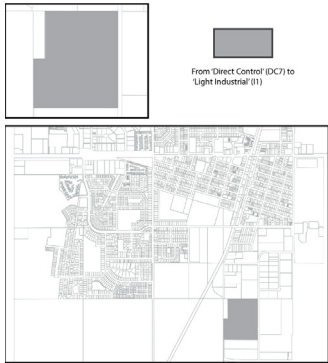 From 'Direct Control' (DC7) to
'Light Industrial' (I1)